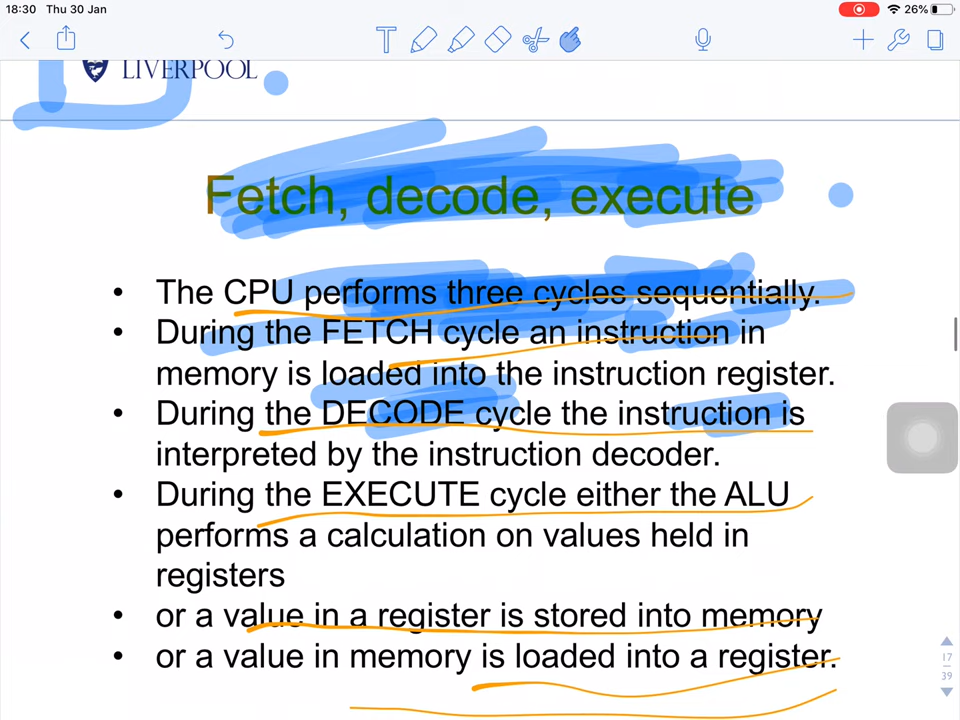 18:30 Thu 30 Jan
26%
T
LIVERPOOL
Fetch, decode, execute
• The CPU performs three cycles sequentially.
• During the FETCH cycle an instruction in
memory is loaded into the instruction register.
• During the DECODE cycle the instruction is
interpreted by the instruction decoder.
• During the EXECUTE cycle either the ALU
performs a calculation on values held in
registers
• or a value in a register is stored into memory
• or a value in memory is loaded into a register.
17
39